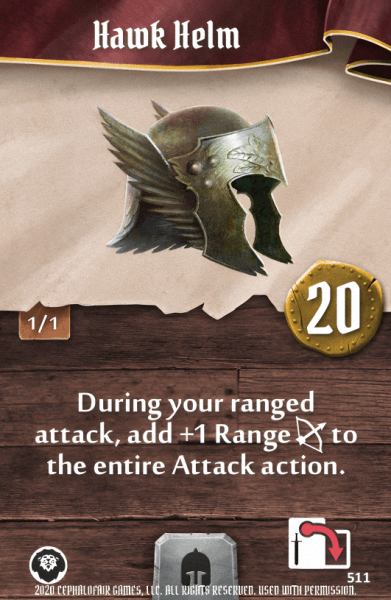 Hawk Helm
20
1/1
During your ranged
attack, add +1 Range to
the entire Attack action.
511
2020 CEPHALOFAIR GAMES, LLC. ALL RIGHTS RESERVED. USED WITH PERMISSION.